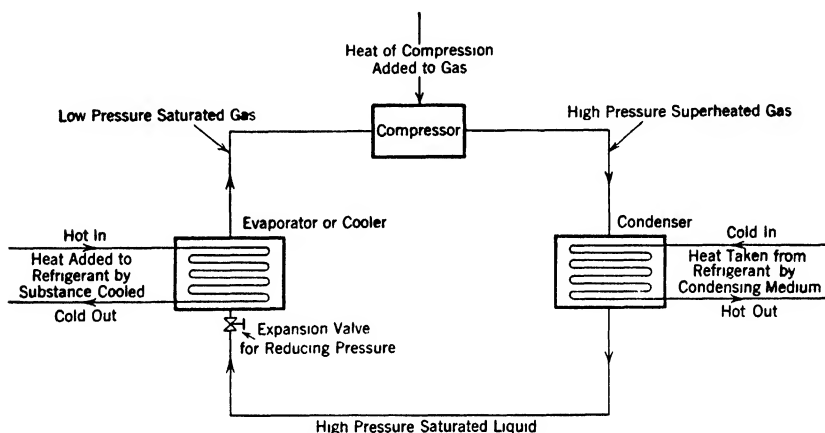 Heat of Compression
Added to Gas
Low Pressure Saturated Gas
Compressor
High Pressure Superheated Gas
Evaporator or Cooler
Condenser
Hot In
Heat Added to
Refrigerant by
Substance Cooled
Cold Out
Cold In
Heat Taken from
Refrigerant by
Condensing Medium
Hot Out
Expansion Valve
for Reducing Pressure
High Pressure Saturated Liquid